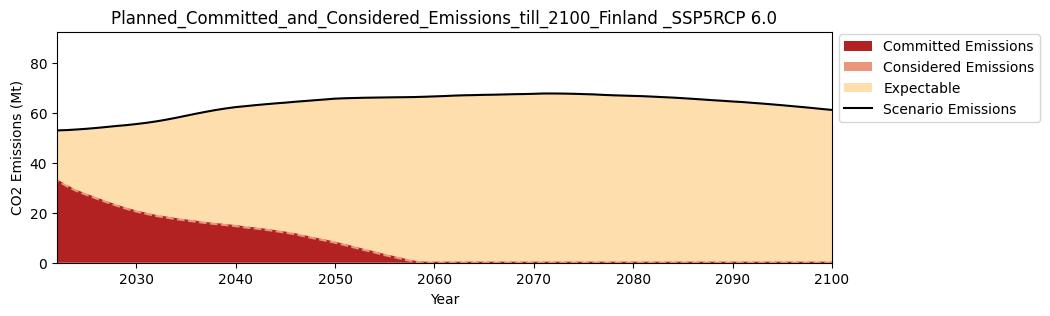 Planned_Committed_and_Considered_Emissions_till_2100_Finland _SSP5RCP 6.0
Committed Emissions
Considered Emissions
Expectable
Scenario Emissions
CO2 Emissions (Mt)
80
60
40
20
0
2030 2040 2050 2060 2070 2080 2090 2100
Year